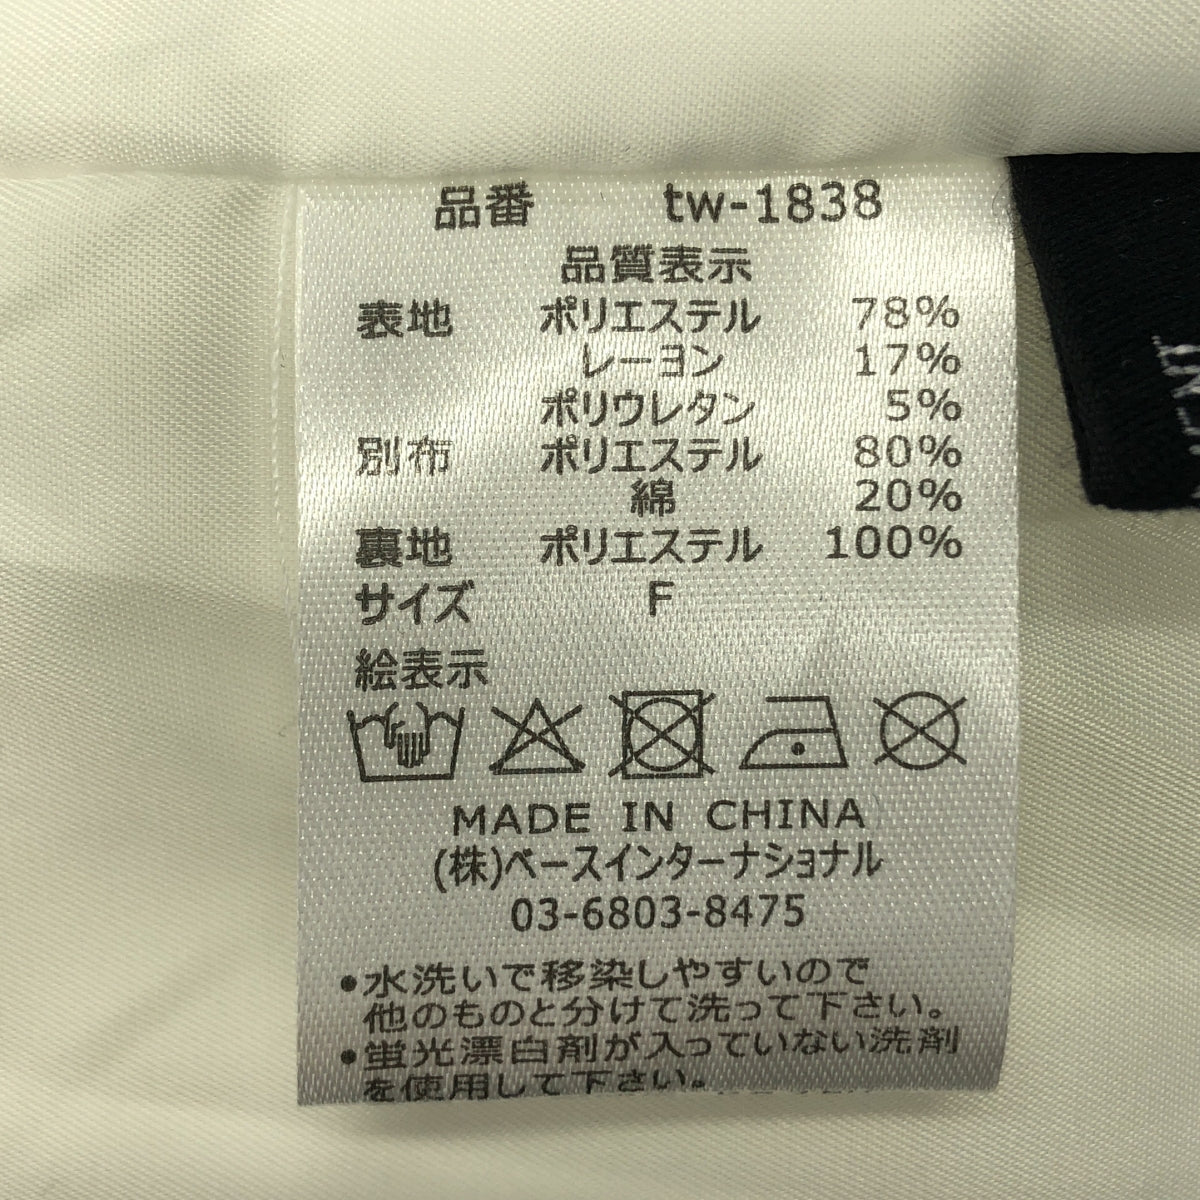 品番 tw-1838
品質表示
表地 ポリエステル 78%
レーヨン 17%
ポリウレタン 5%
別布 ポリエステル 80%
綿 20%
裏地 ポリエステル 100%
サイズ F
絵表示
MADE IN CHINA
(株)ベースインターナショナル
03-6803-8475
•水洗いで移染しやすいので
他のものと分けて洗って下さい。
•蛍光漂白剤が入っていない洗剤
を使用して下さい。